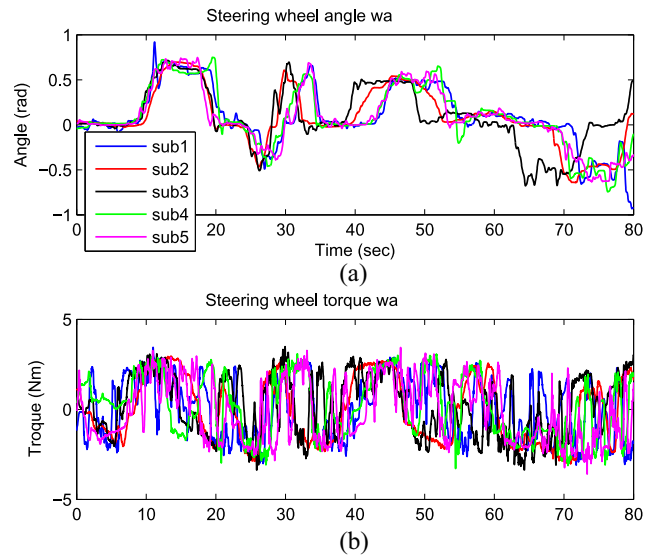 Steering wheel angle wa
1
0.5
0
−0.5
−1
Angle (rad)
sub1
sub2
sub3
sub4
sub5
0 10 20 30 40 50 60 70 80
Time (sec)
(a)
Steering wheel torque wa
5
0
−5
Troque (Nm)
0 10 20 30 40 50 60 70 80
(b)